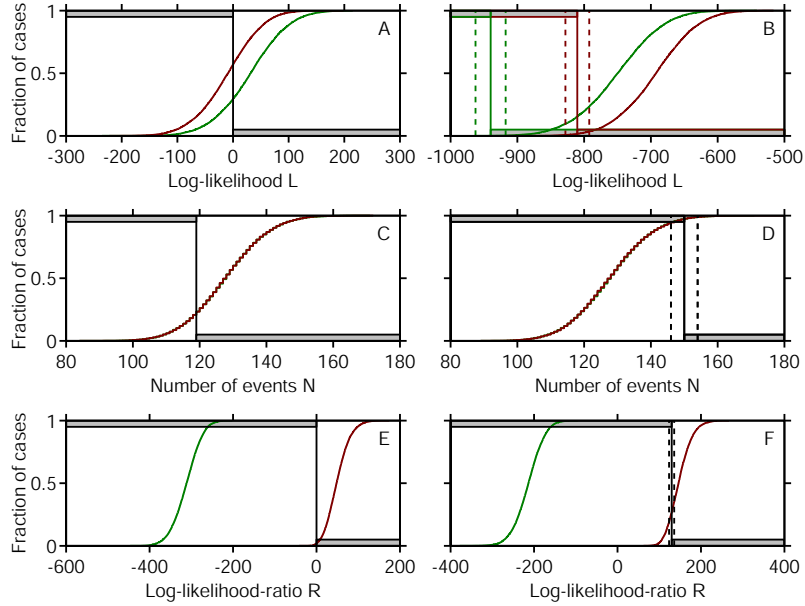 Fraction of cases
1
0.5
0
A
-300 -200 -100 0 100 200 300
Log-likelihood L
B
-1000 -900 -800 -700 -600 -500
Log-likelihood L
Fraction of cases
1
0.5
0
C
80 100 120 140 160 180
Number of events N
D
80 100 120 140 160 180
Number of events N
Fraction of cases
1
0.5
0
E
-600 -400 -200 0 200
Log-likelihood-ratio R
F
-400 -200 0 200 400
Log-likelihood-ratio R